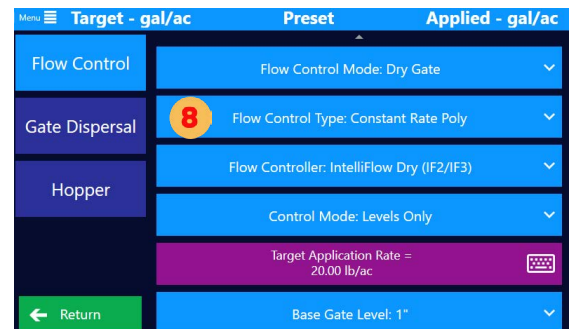 Menu Target - gal/ac Preset Applied - gal/ac
Flow Control
Gate Dispersal
Hopper
Return
Flow Control Mode: Dry Gate
8
Flow Control Type: Constant Rate Poly
Flow Controller: IntelliFlow Dry (IF2/IF3)
Control Mode: Levels Only
Target Application Rate =
20.00 lb/ac
Base Gate Level: 1"